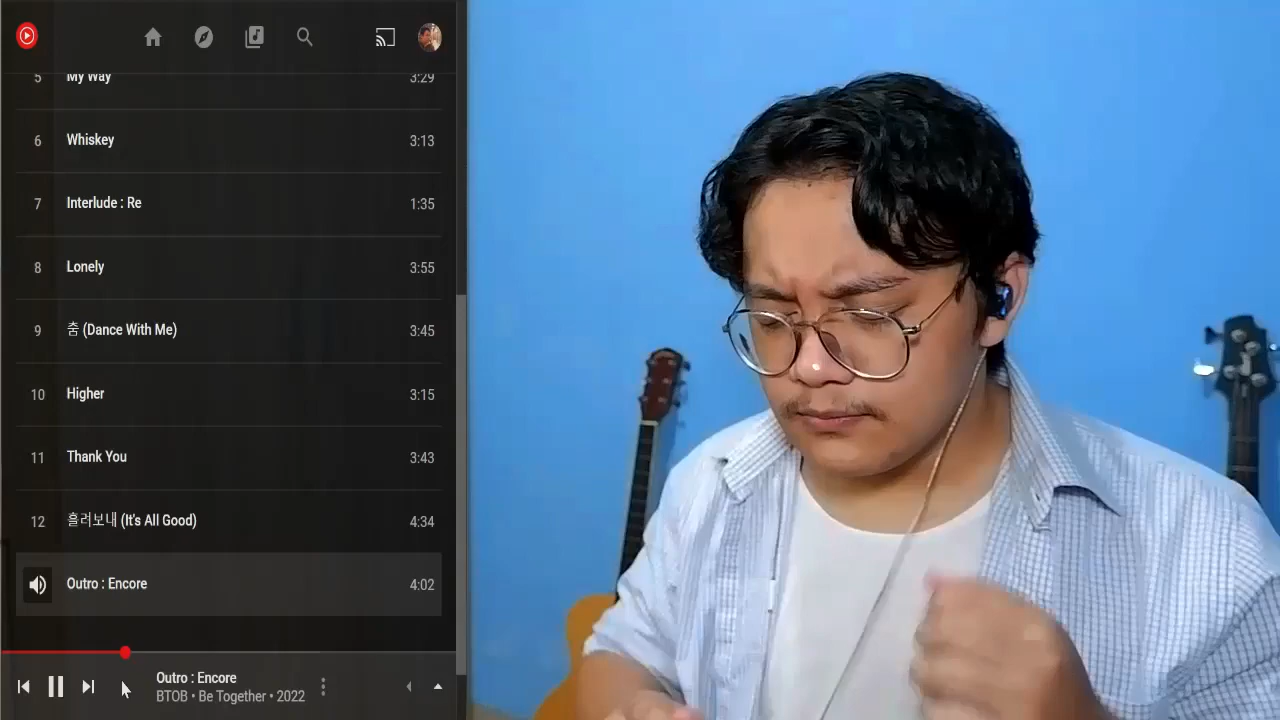 5 My Way 3:29
6 Whiskey 3:13
7 Interlude : Re 1:35
8 Lonely 3:55
9 춤 (Dance With Me) 3:45
10 Higher 3:15
11 Thank You 3:43
12 흘러보내 (It's All Good) 4:34
Outro : Encore 4:02
Outro : Encore
BTOB • Be Together • 2022